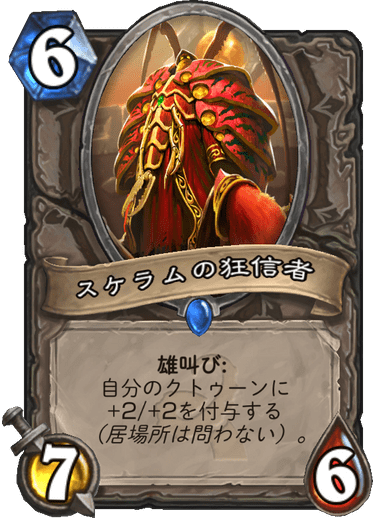 6
スケラムの狂信者
雄叫び:
自分のクトゥーンに
+2/+2を付与する
(居場所は問わない) 。
7
6